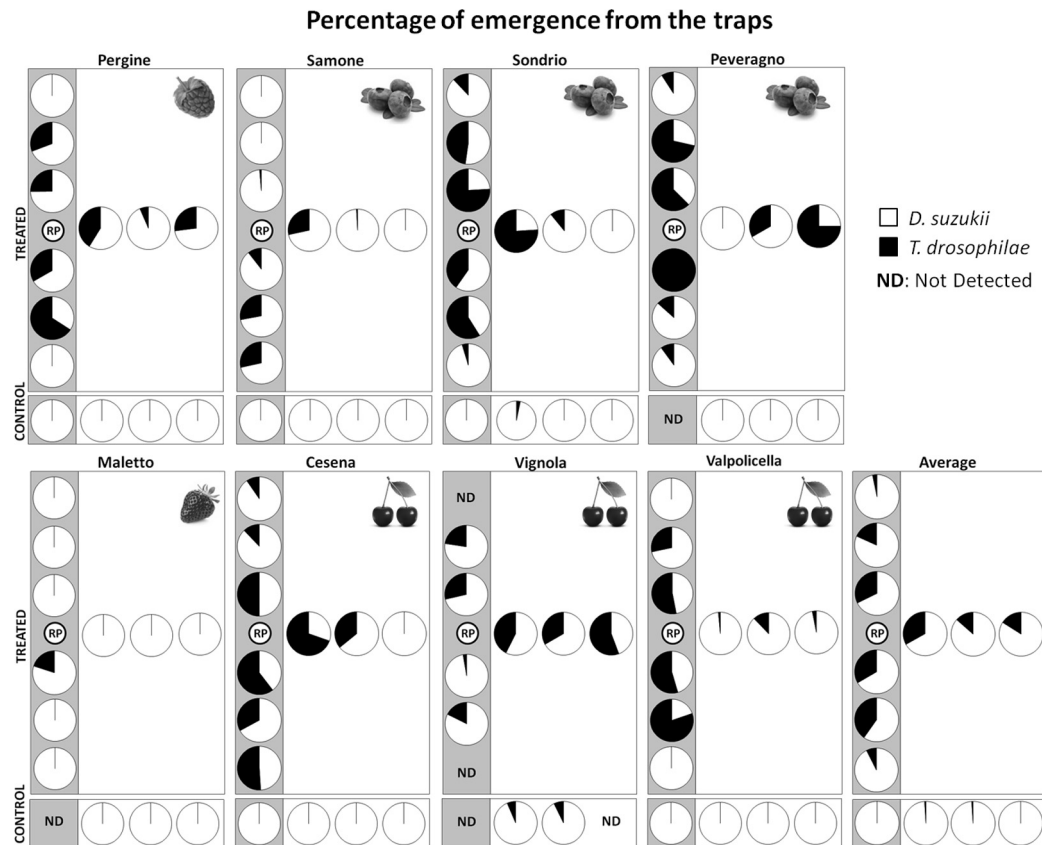 Percentage of emergence from the traps
Pergine
Samone
Sondrio
Peveragno
TREATED
RP
RP
RP
RP
D. suzukii
T. drosophilae
ND: Not Detected
CONTROL
ND
Maletto
Cesena
Vignola
Valpolicella
Average
ND
TREATED
RP
RP
RP
RP
RP
ND
CONTROL
ND
ND
ND